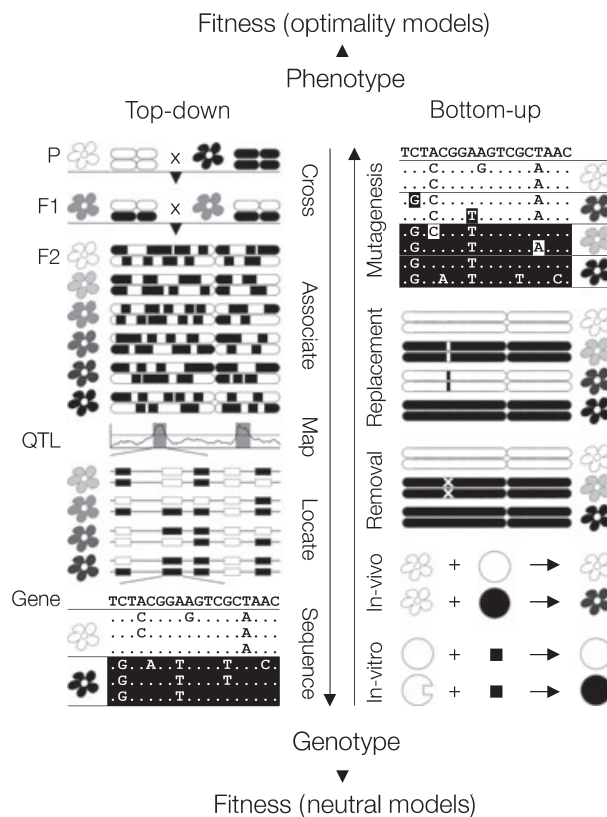 Fitness (optimality models)
Phenotype
Top-down
P
x
F1
x
F2
QTL
Gene
TCTACGGAAGTCGCTAAC
...C....G.....A...
...C..........A...
..............A...
.G..A..T....T...C.
.G.....T....T.....
.G.....T..........
Cross
Associate
Map
Locate
Sequence
Bottom-up
Mutagenesis
TCTACGGAAGTCGCTAAC
...C....G.....A...
...C..........A...
.G.C..........A...
...C...T......A...
.G.C...T..........
.G.....T......A...
.G.....T..........
.G..A..T....T...C.
Replacement
Removal
x
x
In-vivo
+
+
In-vitro
+
+
Genotype
Fitness (neutral models)